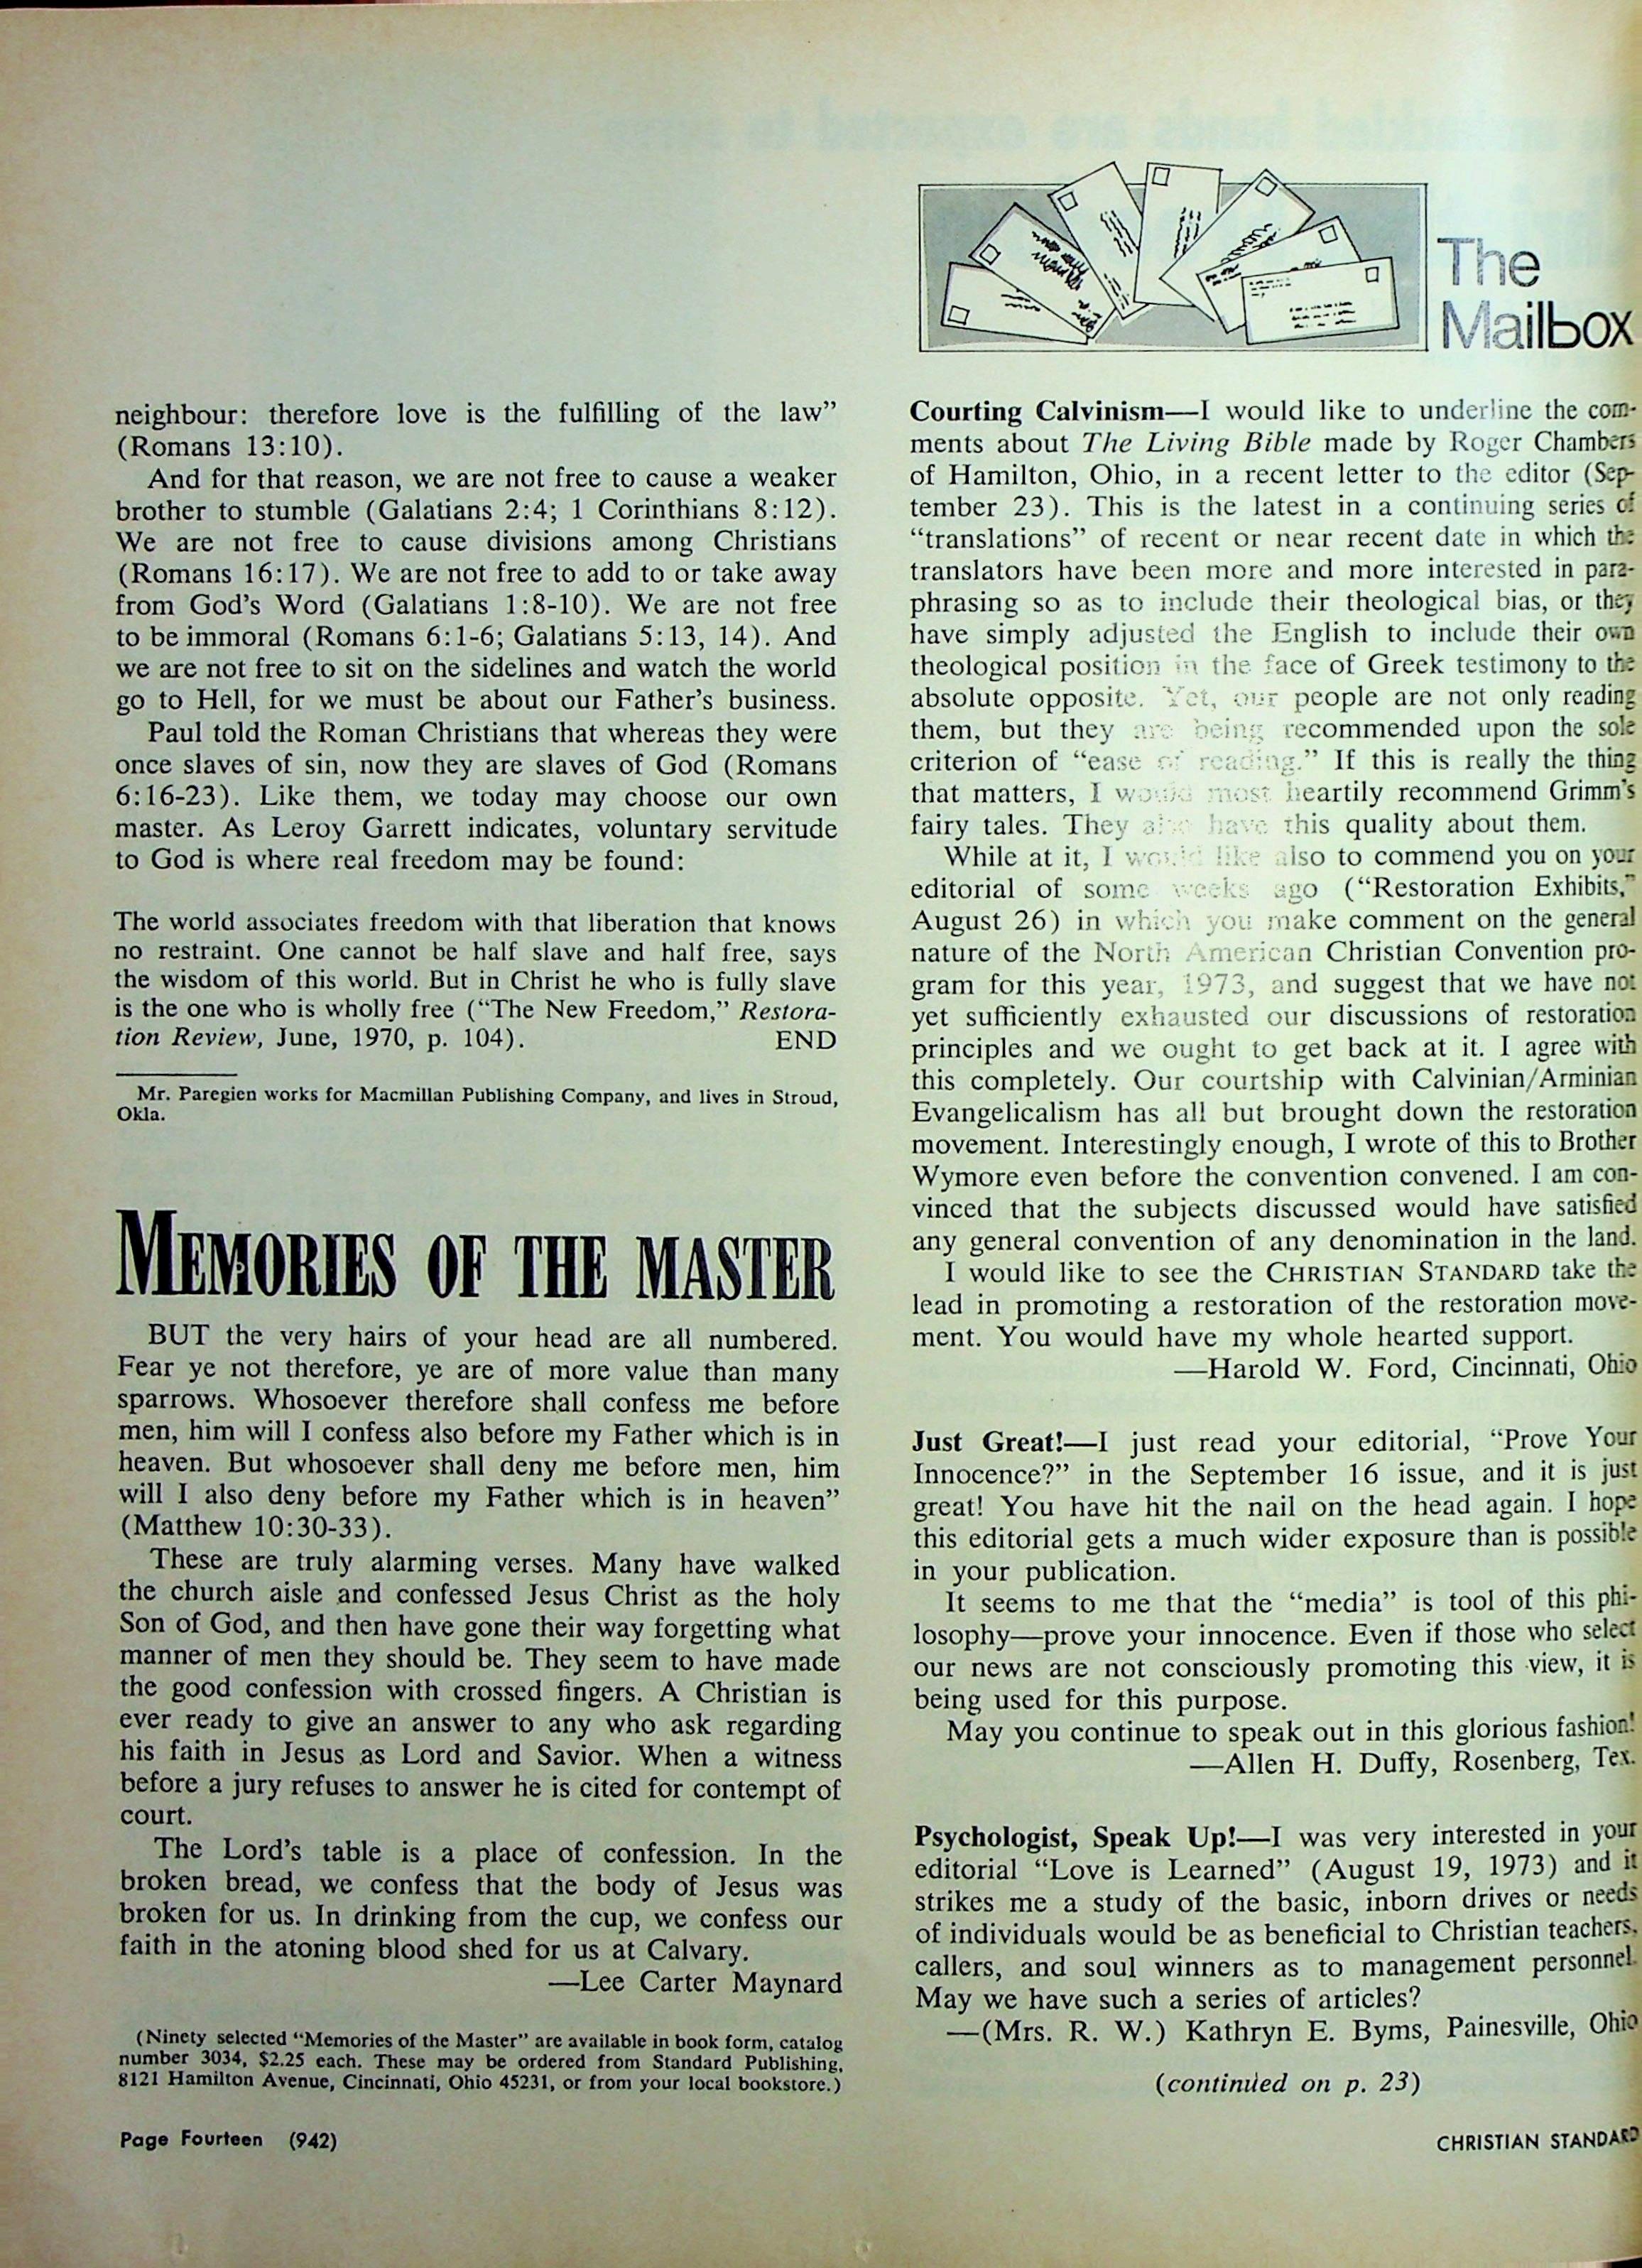 neighbour: therefore love is the fulfilling of the law”
(Romans 13:10).
And for that reason, we are not free to cause a weaker
brother to stumble (Galatians 2:4; 1 Corinthians 8:12).
We are not free to cause divisions among Christians
(Romans 16:17). We are not free to add to or take away
from God’s Word (Galatians 1:8-10). We are not free
to be immoral (Romans 6:1-6; Galatians 5:13, 14). And
we are not free to sit on the sidelines and watch the world
go to Hell, for we must be about our Father’s business.
Paul told the Roman Christians that whereas they were
once slaves of sin, now they are slaves of God (Romans
6:16-23). Like them, we today may choose our own
master. As Leroy Garrett indicates, voluntary servitude
to God is where real freedom may be found:
The world associates freedom with that liberation that knows
no restraint. One cannot be half slave and half free, says
the wisdom of this world. But in Christ he who is fully slave
is the one who is wholly free (“The New Freedom,” Restora-
tion Review, June, 1970, p. 104). END
Mr. Paregien works for Macmillan Publishing Company, and lives in Stroud,
Okla.
MEMORIES OF THE MASTER
BUT the very hairs of your head are all numbered.
Fear ye not therefore, ye are of more value than many
sparrows. Whosoever therefore shall confess me before
men, him will I confess also before my Father which is in
heaven. But whosoever shall deny me before men, him
will I also deny before my Father which is in heaven”
(Matthew 10:30-33).
These are truly alarming verses. Many have walked
the church aisle and confessed Jesus Christ as the holy
Son of God, and then have gone their way forgetting what
manner of men they should be. They seem to have made
the good confession with crossed fingers. A Christian is
ever ready to give an answer to any who ask regarding
his faith in Jesus as Lord and Savior. When a witness
before a jury refuses to answer he is cited for contempt of
court.
The Lord’s table is a place of confession. In the
broken bread, we confess that the body of Jesus was
broken for us. In drinking from the cup, we confess our
faith in the atoning blood shed for us at Calvary.
—Lee Carter Maynard
(Ninety selected “Memories of the Master” are available in book form, catalog
number 3034, $2.25 each. These may be ordered from Standard Publishing,
8121 Hamilton Avenue, Cincinnati, Ohio 45231, or from your local bookstore.)
Page Fourteen (942)
The
Mailbox
Courting Calvinism—I would like to underline the com-
ments about The Living Bible made by Roger Chambers
of Hamilton, Ohio, in a recent letter to the editor (Sep-
tember 23). This is the latest in a continuing series of
“translations” of recent or near recent date in which the
translators have been more and more interested in para-
phrasing so as to include their theological bias, or they
have simply adjusted the English to include their own
theological position in the face of Greek testimony to the
absolute opposite. Yet, our people are not only reading
them, but they are being recommended upon the sole
criterion of “ease of reading.” If this is really the thing
that matters, I would most heartily recommend Grimm’s
fairy tales. They also have this quality about them.
While at it, I would like also to commend you on your
editorial of some weeks ago (“Restoration Exhibits,”
August 26) in which you make comment on the general
nature of the North American Christian Convention pro-
gram for this year, 1973, and suggest that we have not
yet sufficiently exhausted our discussions of restoration
principles and we ought to get back at it. I agree with
this completely. Our courtship with Calvinian/Arminian
Evangelicalism has all but brought down the restoration
movement. Interestingly enough, I wrote of this to Brother
Wymore even before the convention convened. I am con-
vinced that the subjects discussed would have satisfied
any general convention of any denomination in the land.
I would like to see the CHRISTIAN STANDARD take the
lead in promoting a restoration of the restoration move-
ment. You would have my whole hearted support.
—Harold W. Ford, Cincinnati, Ohio
Just Great!—I just read your editorial, “Prove Your
Innocence?” in the September 16 issue, and it is just
great! You have hit the nail on the head again. I hope
this editorial gets a much wider exposure than is possible
in your publication.
It seems to me that the “media” is tool of this phi-
losophy—prove your innocence. Even if those who select
our news are not consciously promoting this view, it is
being used for this purpose.
May you continue to speak out in this glorious fashion!
—Allen H. Duffy, Rosenberg, Tex.
Psychologist, Speak Up!—I was very interested in your
editorial “Love is Learned” (August 19, 1973) and it
strikes me a study of the basic, inborn drives or needs
of individuals would be as beneficial to Christian teachers,
callers, and soul winners as to management personnel.
May we have such a series of articles?
—(Mrs. R. W.) Kathryn E. Byms, Painesville, Ohio
(continued on p. 23)
CHRISTIAN STANDARD